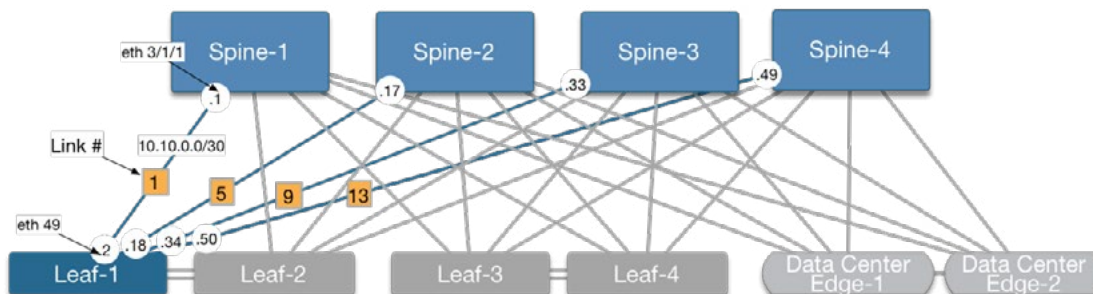 Spine-1
Spine-2
Spine-3
Spine-4
eth 3/1/1
.1
.17
.33
.49
Link #
10.10.0.0/30
1
5
9
13
eth 49
.2
.18
.34
.50
Leaf-1
Leaf-2
Leaf-3
Leaf-4
Data Center
Edge-1
Data Center
Edge-2